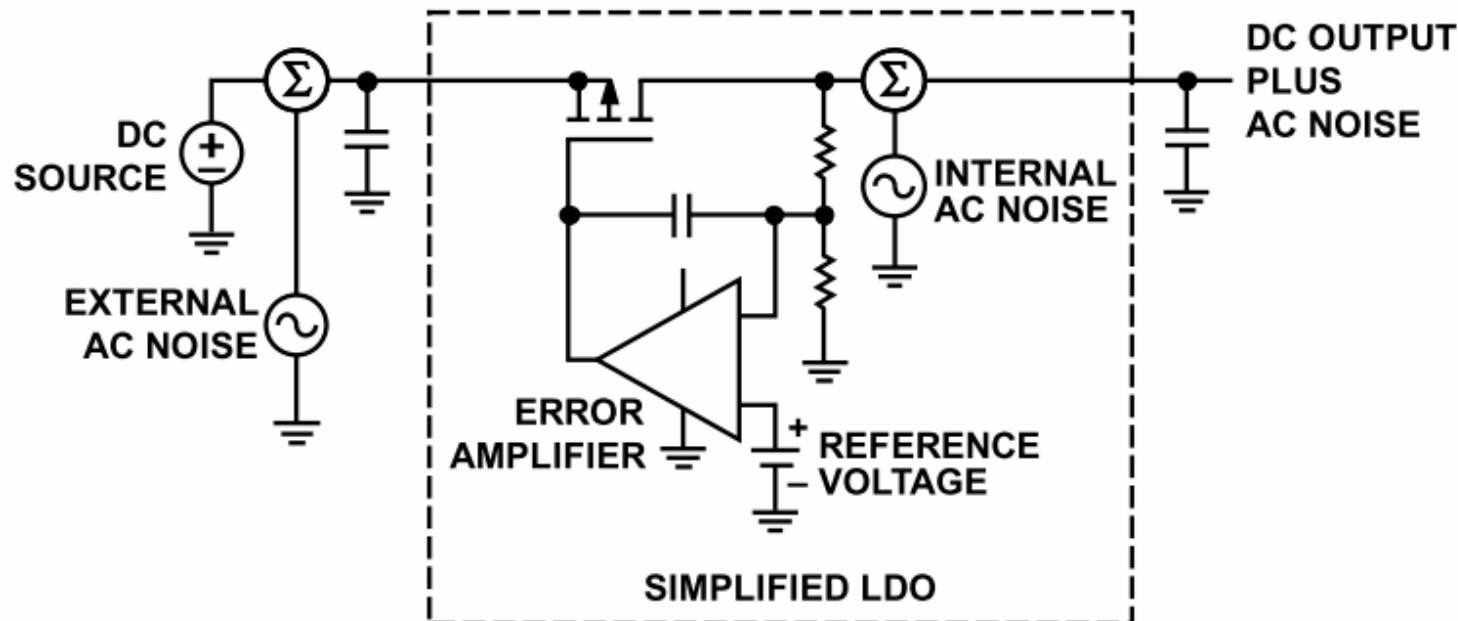 DC OUTPUT
PLUS
AC NOISE
Σ
Σ
DC
SOURCE
+
−
INTERNAL
AC NOISE
EXTERNAL
AC NOISE
ERROR
AMPLIFIER
+
−
REFERENCE
VOLTAGE
SIMPLIFIED LDO